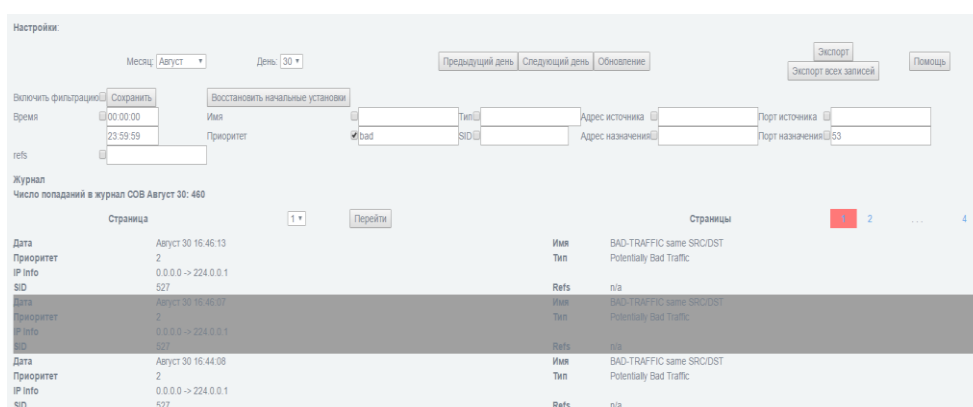 Настройки:
Месяц: Август День: 30 Предыдущий день Следующий день Обновление Экспорт Экспорт всех записей Помощь
Включить фильтрацию Сохранить Восстановить начальные установки
Время 00:00:00 Имя Тип Адрес источника Порт источника
23:59:59 Приоритет bad SID Адрес назначения Порт назначения 53
refs
Журнал
Число попаданий в журнал СОВ Август 30: 460
Страница 1 Перейти Страницы 1 2 ... 4
Дата Август 30 16:46:13 Имя BAD-TRAFFIC same SRC/DST
Приоритет 2 Тип Potentially Bad Traffic
IP Info 0.0.0.0 -> 224.0.0.1
SID 527 Refs n/a
Дата Август 30 16:46:07 Имя BAD-TRAFFIC same SRC/DST
Приоритет 2 Тип Potentially Bad Traffic
IP Info 0.0.0.0 -> 224.0.0.1
SID 527 Refs n/a
Дата Август 30 16:44:08 Имя BAD-TRAFFIC same SRC/DST
Приоритет 2 Тип Potentially Bad Traffic
IP Info 0.0.0.0 -> 224.0.0.1
SID 527 Refs n/a